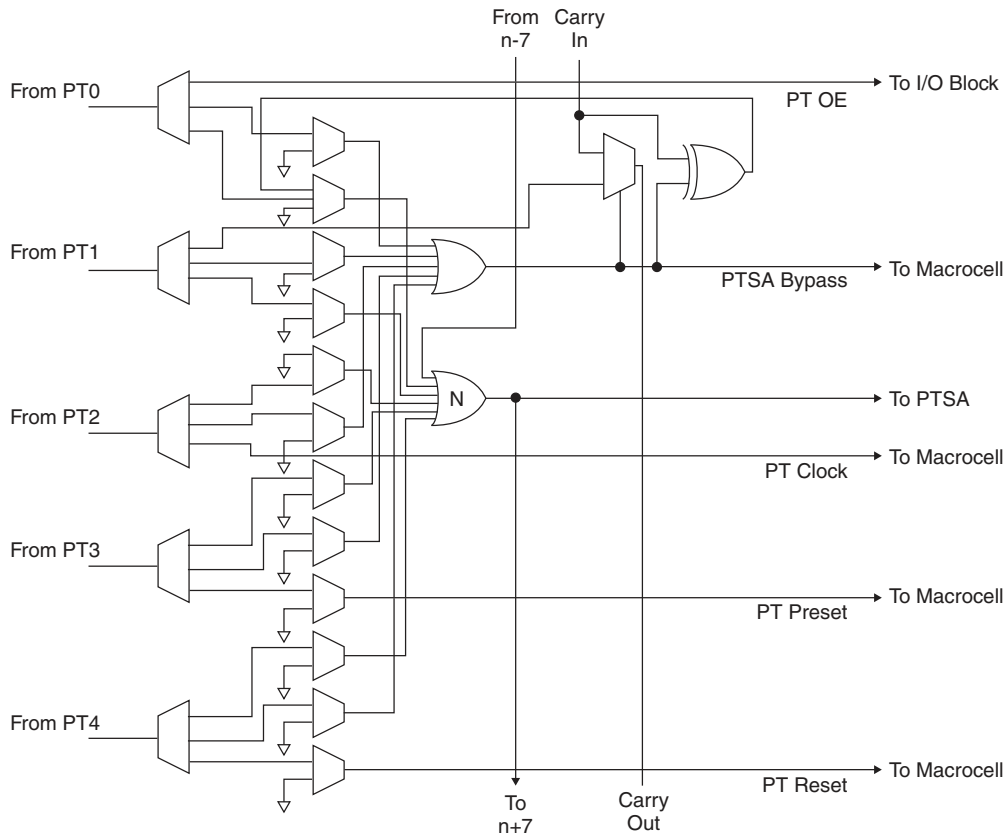 From
n-7
Carry
In
From PT0
To I/O Block
PT OE
From PT1
To Macrocell
PTSA Bypass
N
To PTSA
From PT2
To Macrocell
PT Clock
From PT3
To Macrocell
PT Preset
From PT4
To Macrocell
PT Reset
To
n+7
Carry
Out